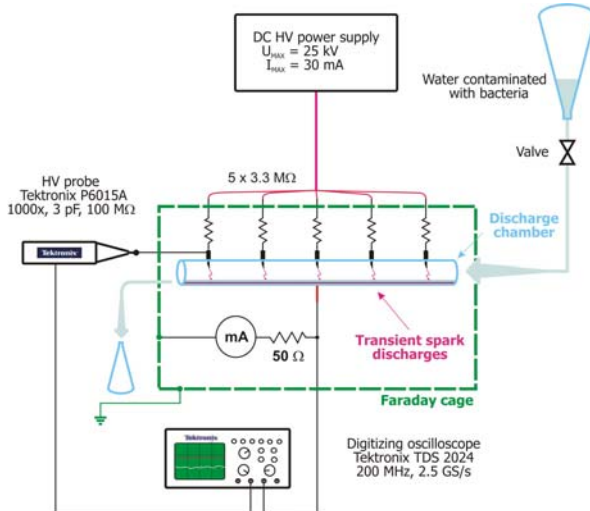 DC HV power supply
UMAX = 25 kV
IMAX = 30 mA
Water contaminated
with bacteria
Valve
HV probe
Tektronix P6015A
1000x, 3 pF, 100 MΩ
5 x 3.3 MΩ
Discharge
chamber
Tektronix
Transient spark
discharges
mA
50 Ω
Faraday cage
Tektronix
Digitizing oscilloscope
Tektronix TDS 2024
200 MHz, 2.5 GS/s